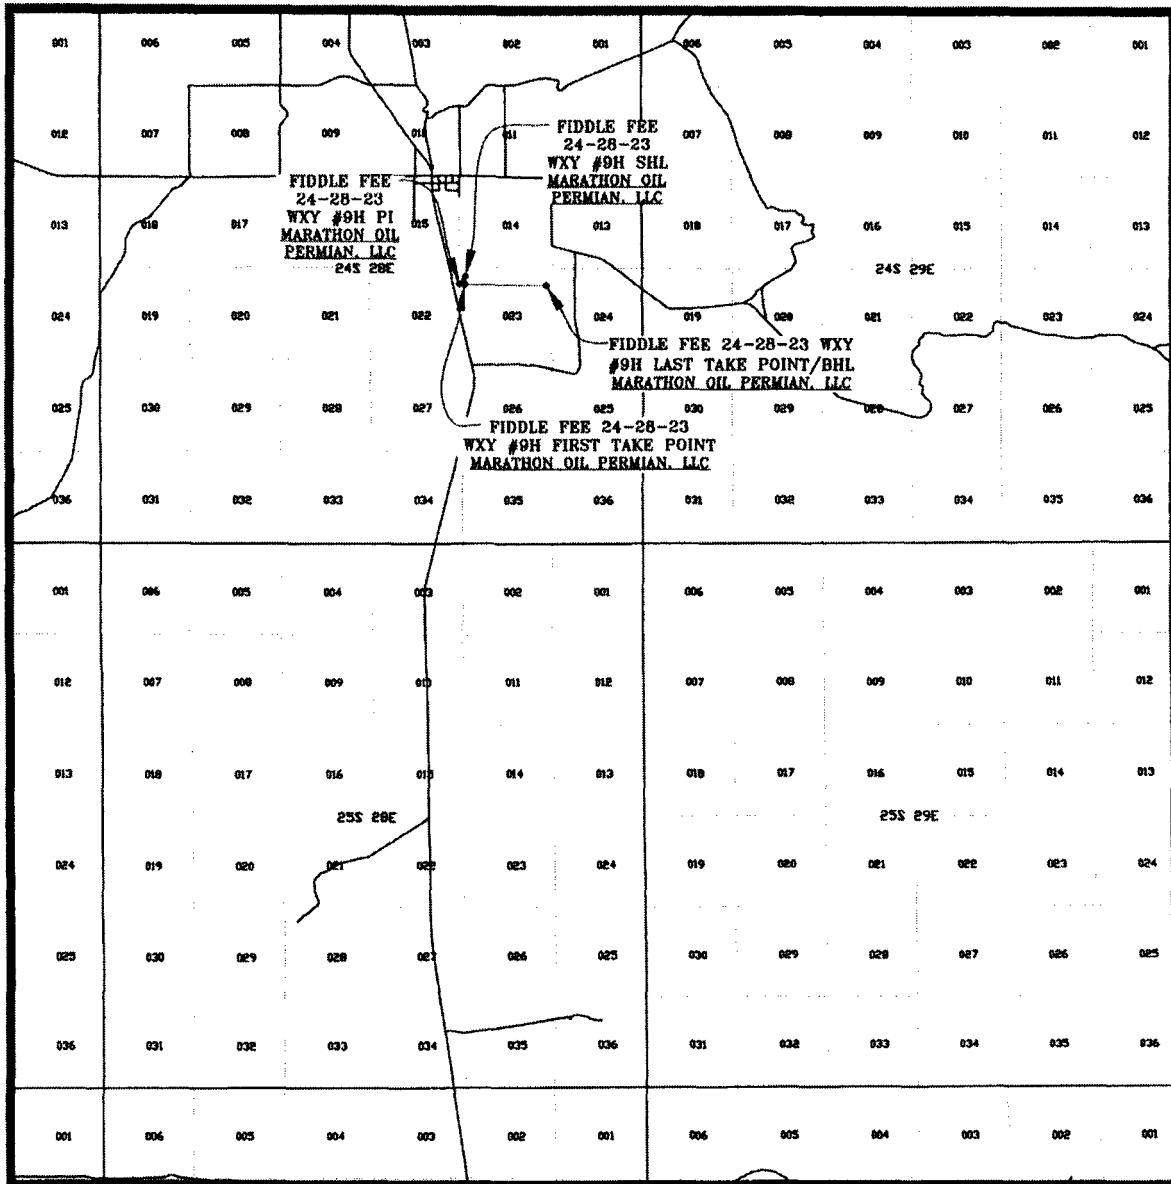 001 006 005 004 003 002 001 006 005 004 003 002 001
012 007 008 009 010 011 007 008 009 010 011 012
FIDDLE FEE
24-28-23
WXY #9H SHL
MARATHON OIL
PERMIAN, LLC
FIDDLE FEE
24-28-23
WXY #9H PI
MARATHON OIL
PERMIAN, LLC
013 018 017 015 014 013 018 017 016 015 014 013
24S 28E
24S 29E
024 019 020 021 022 023 024 019 020 021 022 023 024
FIDDLE FEE 24-28-23 WXY
#9H LAST TAKE POINT/BHL
MARATHON OIL PERMIAN, LLC
025 030 029 028 027 026 025 030 029 028 027 026 025
FIDDLE FEE 24-28-23
WXY #9H FIRST TAKE POINT
MARATHON OIL PERMIAN, LLC
036 031 032 033 034 035 036 031 032 033 034 035 036
001 006 005 004 003 002 001 006 005 004 003 002 001
012 007 008 009 010 011 012 007 008 009 010 011 012
013 018 017 016 015 014 013 018 017 016 015 014 013
25S 28E
25S 29E
024 019 020 021 022 023 024 019 020 021 022 023 024
025 030 029 028 027 026 025 030 029 028 027 026 025
036 031 032 033 034 035 036 031 032 033 034 035 036
001 006 005 004 003 002 001 006 005 004 003 002 001